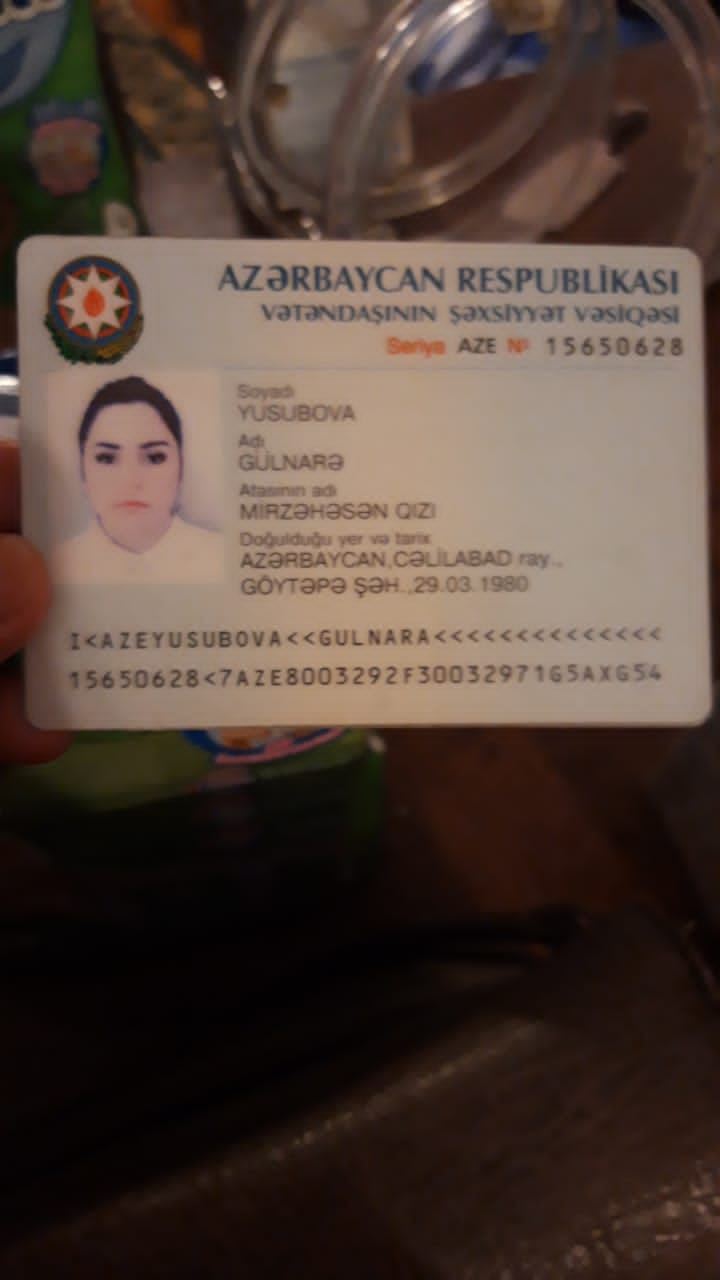 AZƏRBAYCAN RESPUBLİKASI
VƏTƏNDAŞININ ŞƏXSİYYƏT VƏSİQƏSİ
Seriya AZE № 15650628
Soyadı
YUSUBOVA
Adı
GÜLNARƏ
Atasının adı
MİRZƏHƏSƏN QIZI
Doğulduğu yer və tarix
AZƏRBAYCAN,CƏLİLABAD ray.,
GÖYTƏPƏ ŞƏH.,29.03.1980
I<AZEYUSUBOVA<<GULNARA<<<<<<<<<<<<<<<
15650628<7AZE8003292F30032971G5AXG54